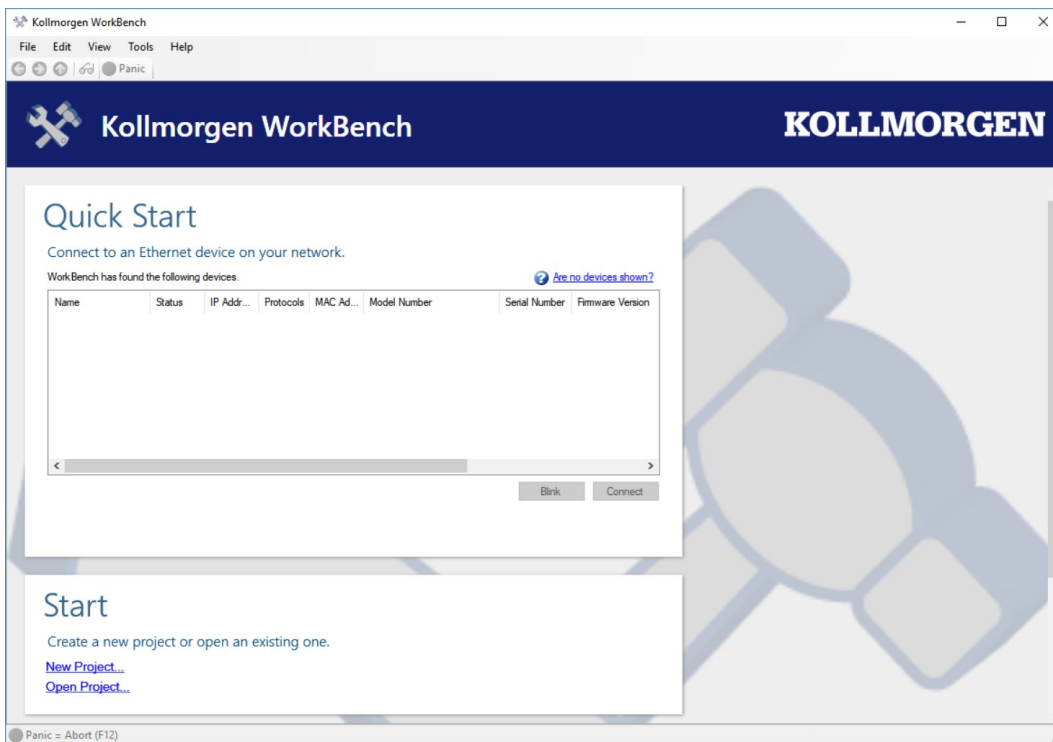 Kollmorgen WorkBench
File Edit View Tools Help
Panic
Kollmorgen WorkBench
KOLLMORGEN
Quick Start
Connect to an Ethernet device on your network.
WorkBench has found the following devices.
Are no devices shown?
Name Status IP Addr... Protocols MAC Ad... Model Number Serial Number Firmware Version
Blink Connect
Start
Create a new project or open an existing one.
New Project...
Open Project...
Panic = Abort (F12)